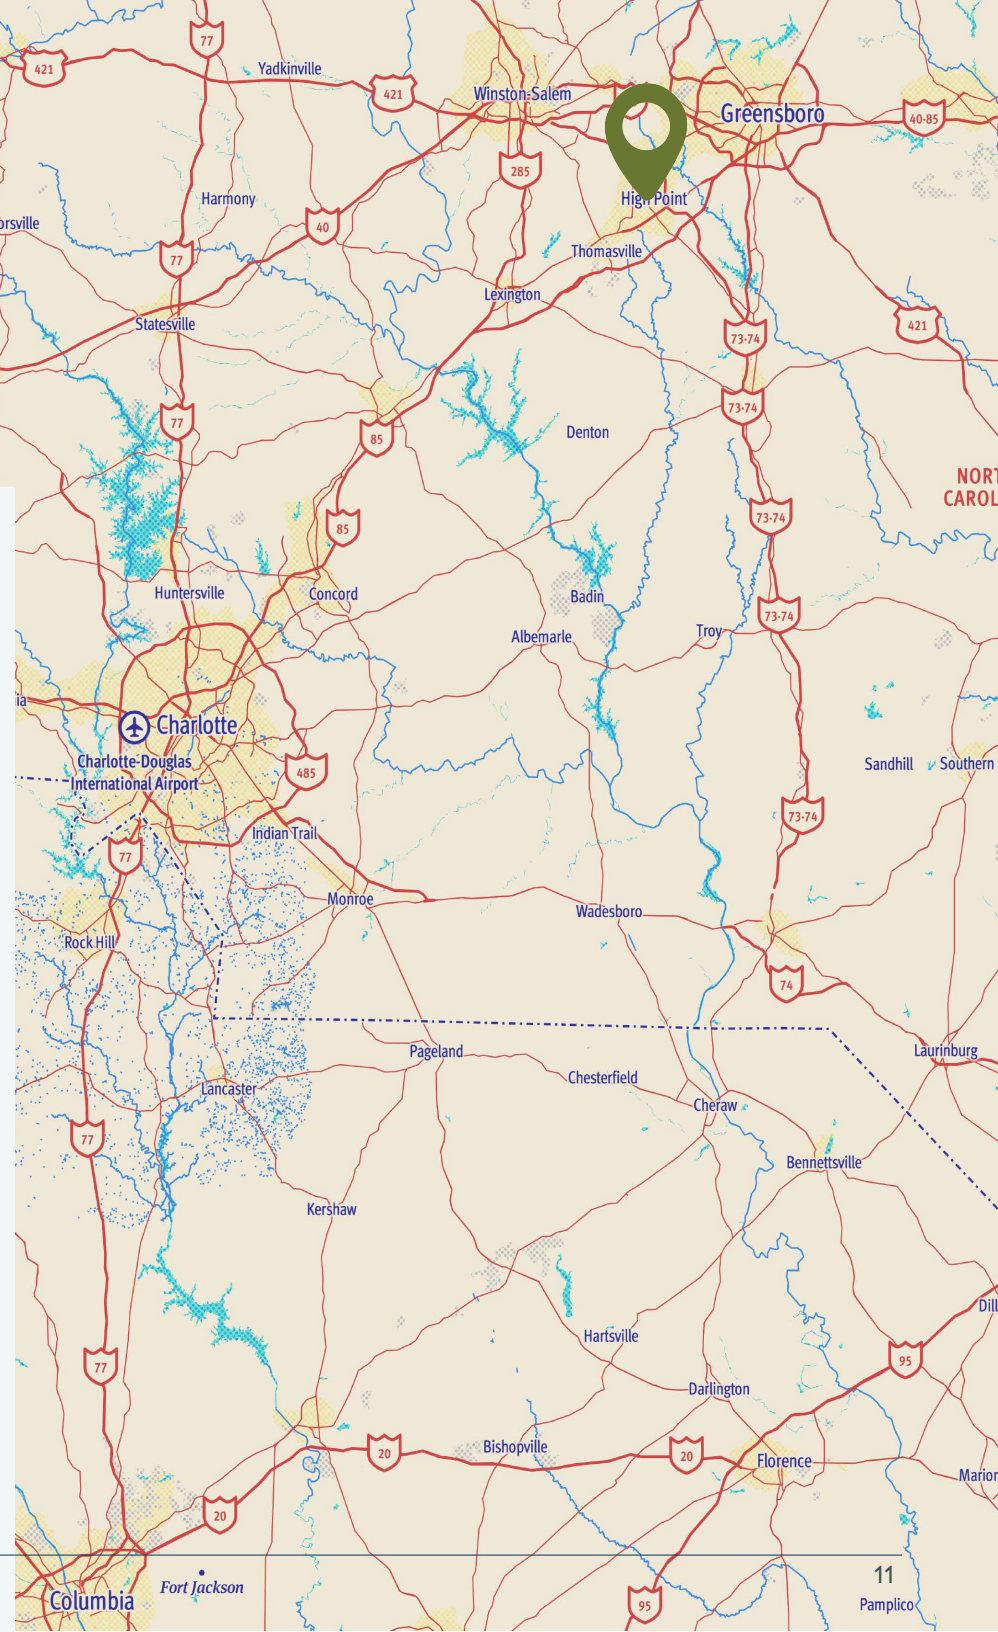 77
421
Yadkinville
421
Winston-Salem
Greensboro
40·85
285
High Point
Harmony
40
orsville
77
Thomasville
Lexington
Statesville
421
73·74
73·74
77
85
Denton
NORT
CAROL
73·74
85
Huntersville
Concord
Badin
73·74
Albemarle
Troy
ia
Charlotte
Charlotte-Douglas
International Airport
485
Sandhill
Southern
73·74
Indian Trail
77
Monroe
Wadesboro
Rock Hill
74
Pageland
Laurinburg
Chesterfield
Lancaster
Cheraw
77
Bennettsville
Kershaw
Dill
Hartsville
95
77
Darlington
20
Bishopville
20
Florence
Marion
20
Fort Jackson
11
Columbia
95
Pamplico